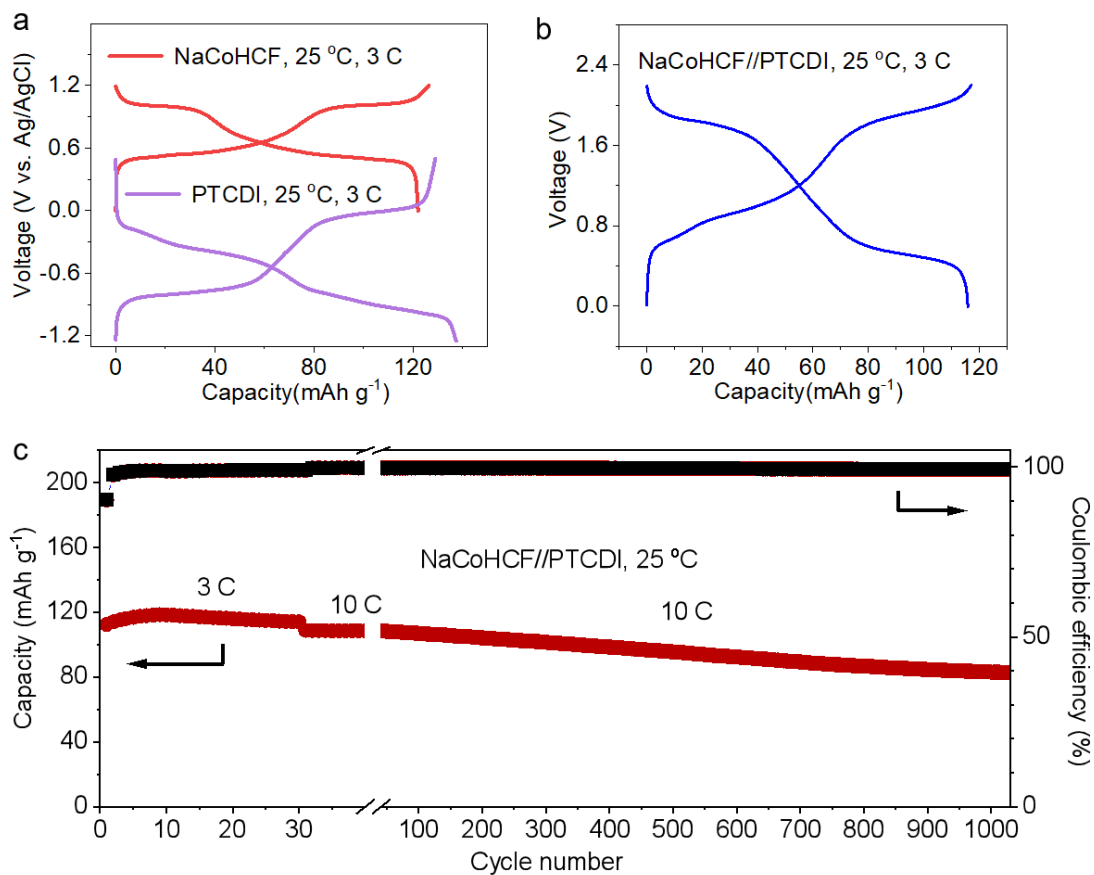 a
NaCoHCF, 25 °C, 3 C
PTCDI, 25 °C, 3 C
Voltage (V vs. Ag/AgCl)
1.2
0.6
0.0
-0.6
-1.2
0 40 80 120
Capacity(mAh g⁻¹)
b
NaCoHCF//PTCDI, 25 °C, 3 C
Voltage (V)
2.4
1.6
0.8
0.0
0 20 40 60 80 100 120
Capacity(mAh g⁻¹)
c
Capacity (mAh g⁻¹)
200
160
120
80
40
0
NaCoHCF//PTCDI, 25 °C
3 C
10 C
10 C
100
50
0
Coulombic efficiency (%)
0 10 20 30 100 200 300 400 500 600 700 800 900 1000
Cycle number